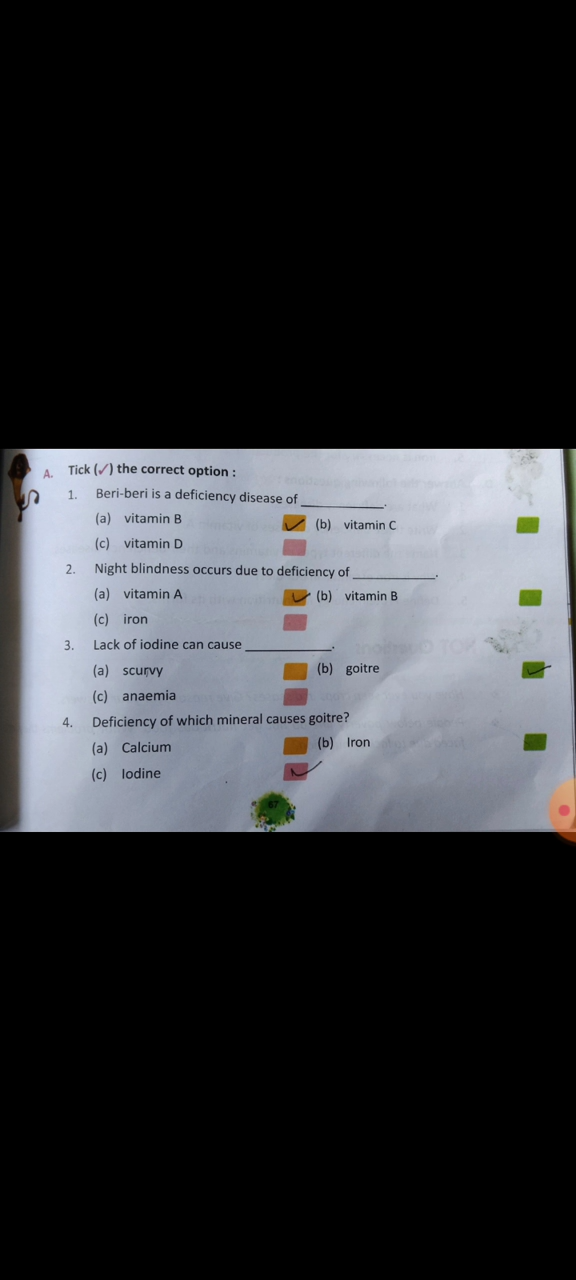 A. Tick (✓) the correct option :
1. Beri-beri is a deficiency disease of ____________.
(a) vitamin B (b) vitamin C
(c) vitamin D
2. Night blindness occurs due to deficiency of ____________.
(a) vitamin A (b) vitamin B
(c) iron
3. Lack of iodine can cause ____________.
(a) scurvy (b) goitre
(c) anaemia
4. Deficiency of which mineral causes goitre?
(a) Calcium (b) Iron
(c) Iodine
67